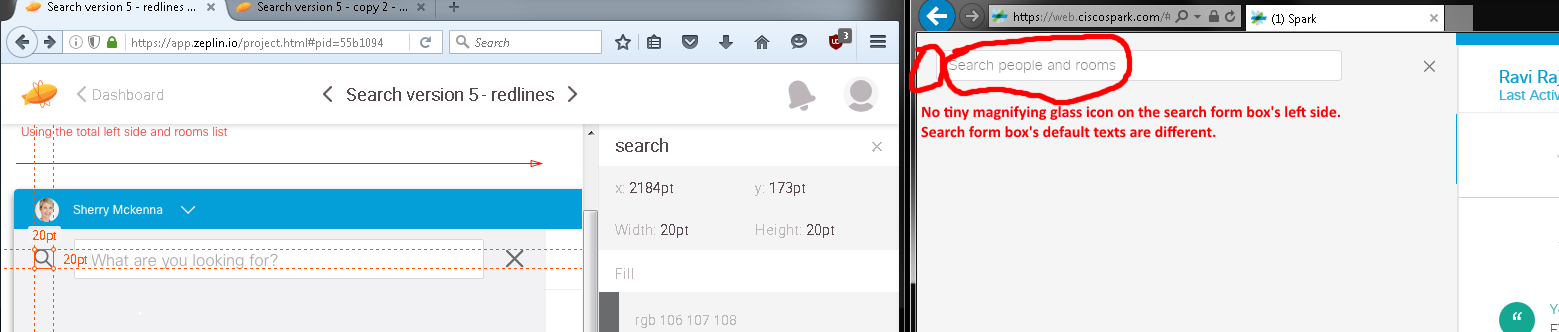 Search version 5 - redlines ...
Search version 5 - copy 2 - ...
https://app.zeplin.io/project.html#pid=55b1094
Search
3
Dashboard
Search version 5 - redlines
Using the total left side and rooms list
Sherry Mckenna
20pt
20pt
What are you looking for?
search
x: 2184pt
y: 173pt
Width: 20pt
Height: 20pt
Fill
rgb 106 107 108
https://web.ciscospark.com/#
(1) Spark
Search people and rooms
No tiny magnifying glass icon on the search form box's left side.
Search form box's default texts are different.
Ravi Raj
Last Activ